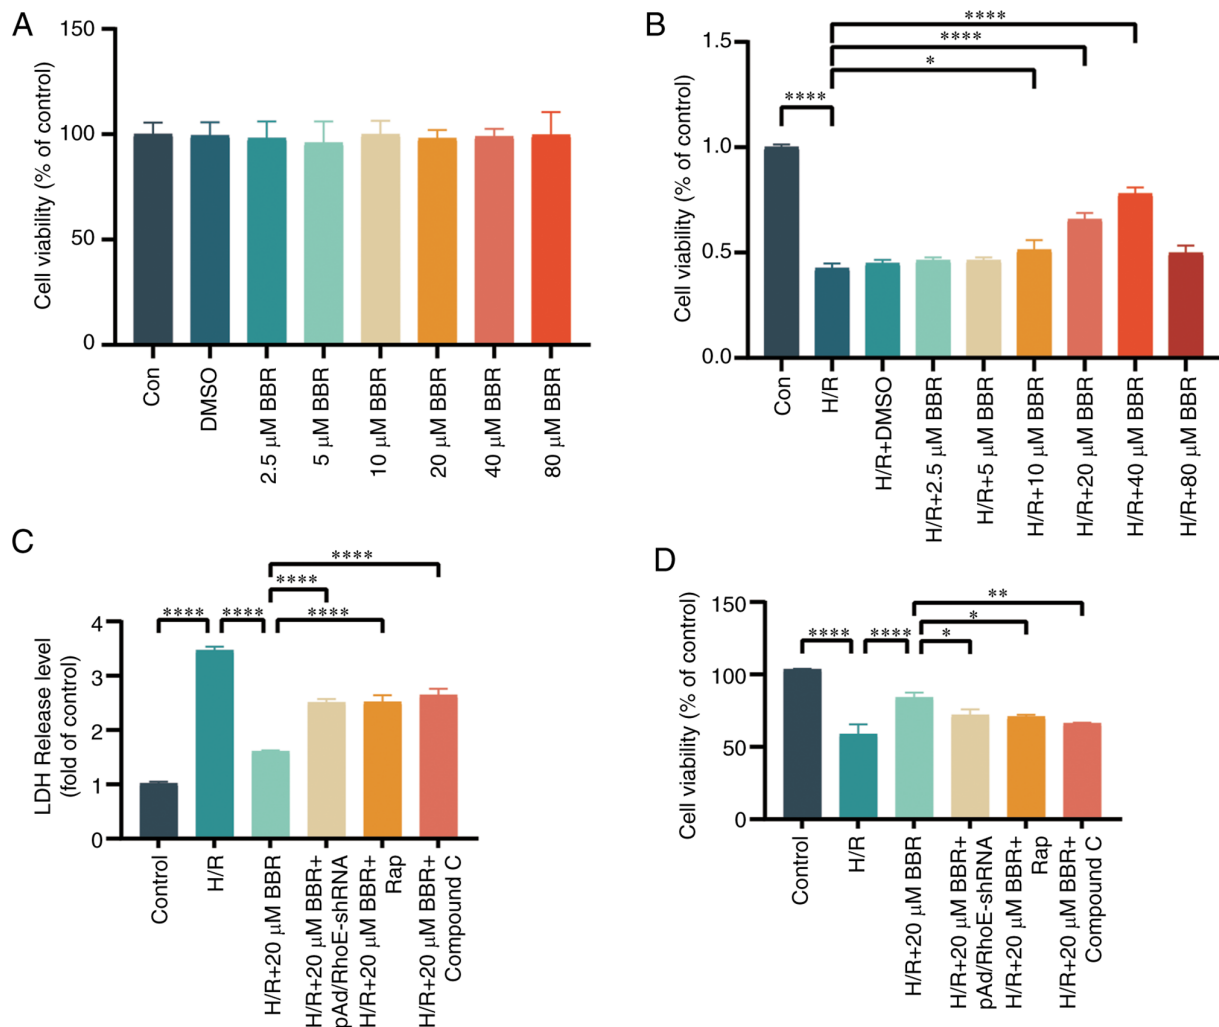 A
Cell viability (% of control)
150
100
50
0
Con
DMSO
2.5 μM BBR
5 μM BBR
10 μM BBR
20 μM BBR
40 μM BBR
80 μM BBR
B
Cell viability (% of control)
1.5
1.0
0.5
0.0
****
****
*
****
Con
H/R
H/R+DMSO
H/R+2.5 μM BBR
H/R+5 μM BBR
H/R+10 μM BBR
H/R+20 μM BBR
H/R+40 μM BBR
H/R+80 μM BBR
C
LDH Release level
(fold of control)
4
3
2
1
0
****
****
**** **** ****
Control
H/R
H/R+20 μM BBR
H/R+20 μM BBR+
pAd/RhoE-shRNA
H/R+20 μM BBR+
Rap
H/R+20 μM BBR+
Compound C
D
Cell viability (% of control)
150
100
50
0
**
*
**** **** *
Control
H/R
H/R+20 μM BBR
H/R+20 μM BBR+
pAd/RhoE-shRNA
H/R+20 μM BBR+
Rap
H/R+20 μM BBR+
Compound C